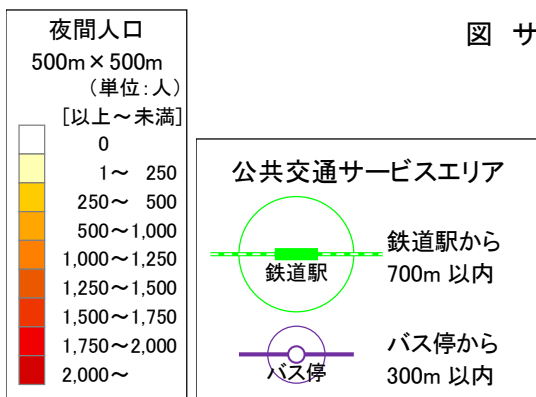 図 サ
夜間人口
500m×500m
(単位:人)
[以上~未満]
0
1~ 250
250~ 500
500~1,000
1,000~1,250
1,250~1,500
1,500~1,750
1,750~2,000
2,000~
公共交通サービスエリア
鉄道駅
鉄道駅から
700m 以内
バス停
バス停から
300m 以内